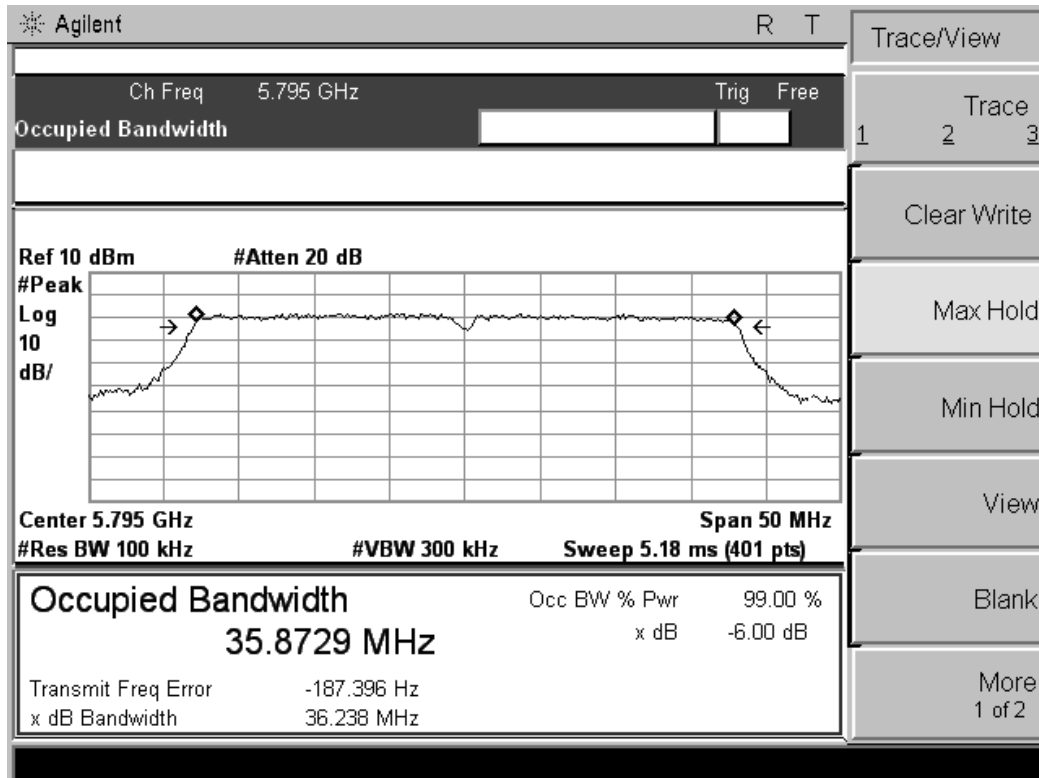 Agilent R T
Trace/View
Ch Freq 5.795 GHz Trig Free
Occupied Bandwidth
Trace
1 2 3
Clear Write
Max Hold
Min Hold
View
Blank
More
1 of 2
Ref 10 dBm #Atten 20 dB
#Peak
Log
10
dB/
Center 5.795 GHz Span 50 MHz
#Res BW 100 kHz #VBW 300 kHz Sweep 5.18 ms (401 pts)
Occupied Bandwidth Occ BW % Pwr 99.00 %
35.8729 MHz x dB -6.00 dB
Transmit Freq Error -187.396 Hz
x dB Bandwidth 36.238 MHz